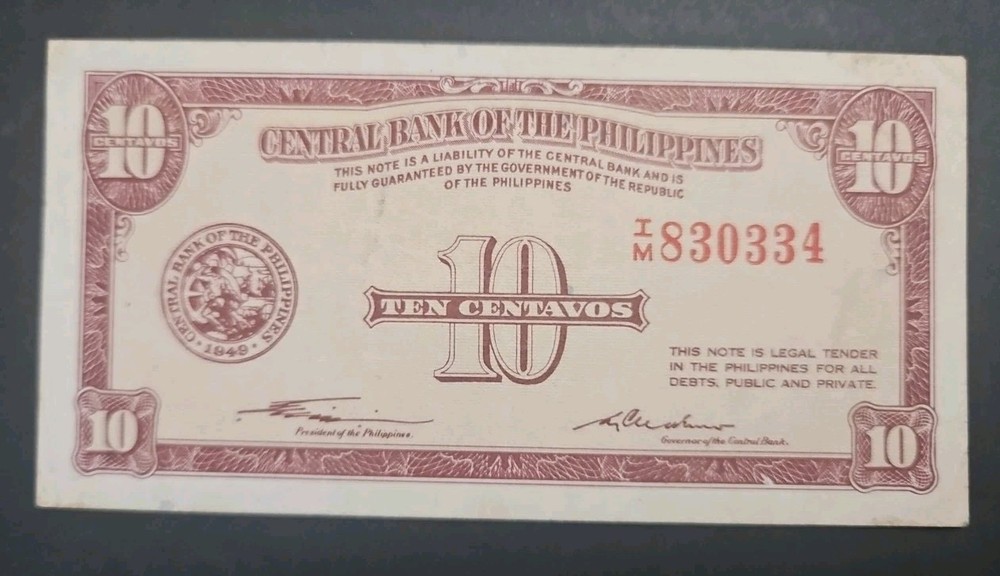 10
CENTAVOS
10
CENTAVOS
CENTRAL BANK OF THE PHILIPPINES
THIS NOTE IS A LIABILITY OF THE CENTRAL BANK AND IS
FULLY GUARANTEED BY THE GOVERNMENT OF THE REPUBLIC
OF THE PHILIPPINES
I/M 830334
CENTRAL BANK OF THE PHILIPPINES
• 1949 •
10
TEN CENTAVOS
THIS NOTE IS LEGAL TENDER
IN THE PHILIPPINES FOR ALL
DEBTS, PUBLIC AND PRIVATE.
President of the Philippines.
Governor of the Central Bank.
10
10